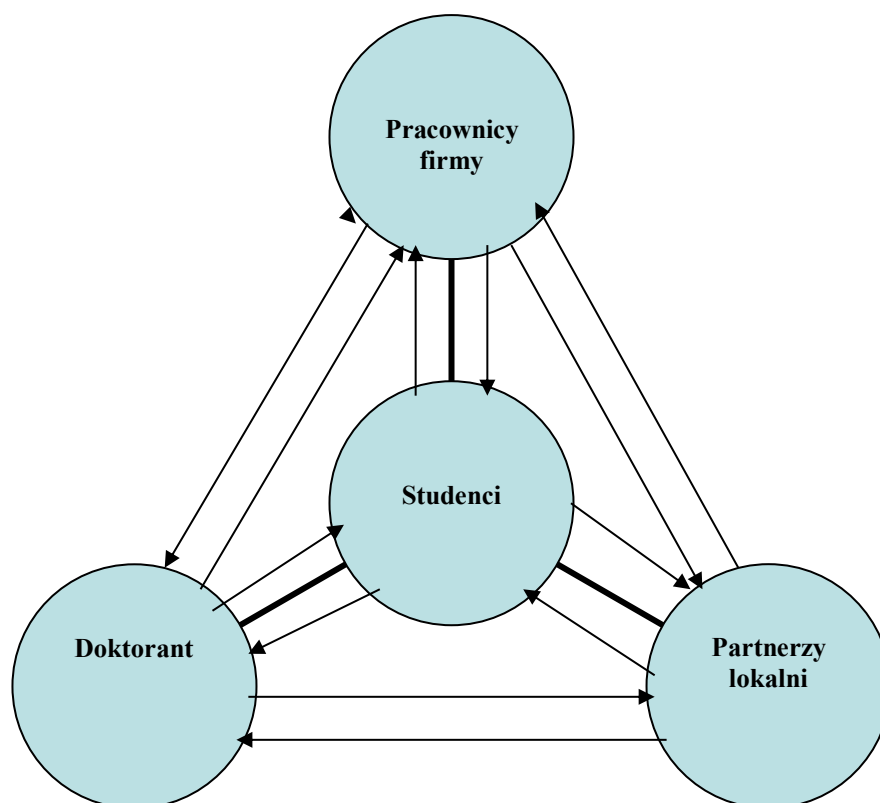 Pracownicy
firmy
Studenci
Doktorant
Partnerzy
lokalni